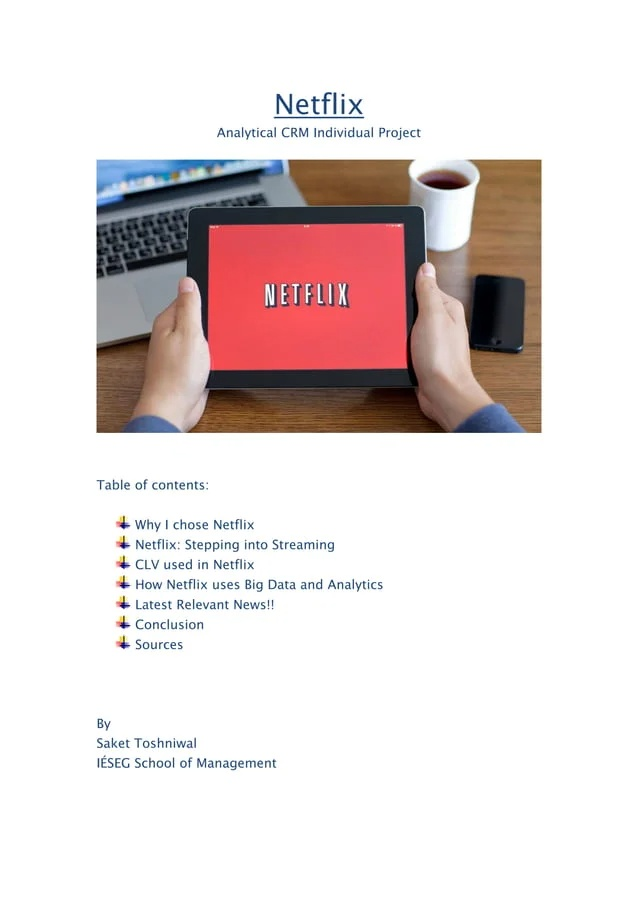 Netflix
Analytical CRM Individual Project
NETFLIX
Table of contents:
Why I chose Netflix
Netflix: Stepping into Streaming
CLV used in Netflix
How Netflix uses Big Data and Analytics
Latest Relevant News!!
Conclusion
Sources
By
Saket Toshniwal
IÉSEG School of Management